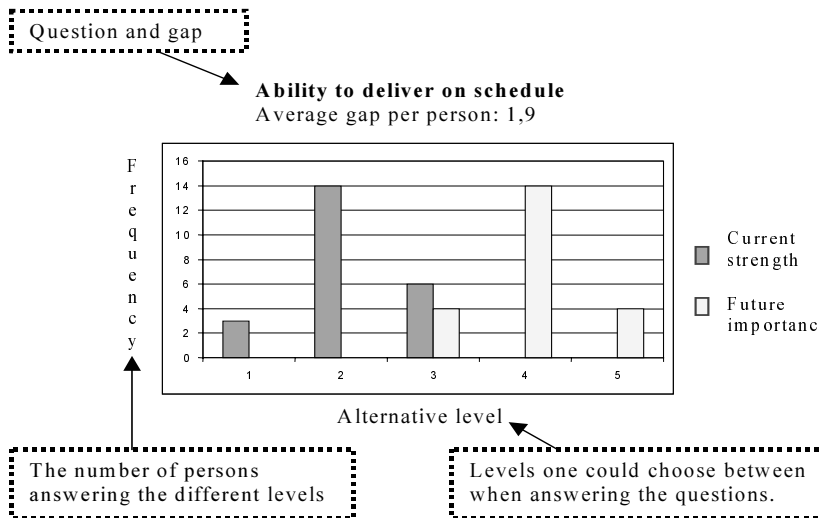 Question and gap
Ability to deliver on schedule
Average gap per person: 1,9
Frequency
16
14
12
10
8
6
4
2
0
1 2 3 4 5
Alternative level
Current
strength
Future
importanc
The number of persons
answering the different levels
Levels one could choose between
when answering the questions.